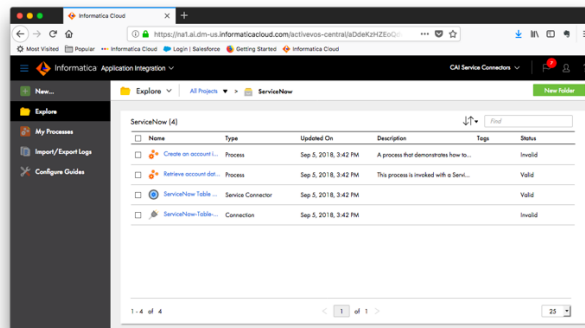 Informatica Cloud
https://na1.ai.dm-us.informaticacloud.com/activevos-central/
Most Visited Popular Informatica Cloud Login | Salesforce Getting Started Informatica Cloud
Informatica Application Integration
CAI Service Connectors
New...
Explore
My Processes
Import/Export Logs
Configure Guides
Explore All Projects > ServiceNow
New Folder
ServiceNow (4)
Find
Name Type Updated On Description Tags Status
Create an account i... Process Sep 5, 2018, 3:42 PM A process that demonstrates how to... Invalid
Retrieve account dat... Process Sep 5, 2018, 3:42 PM This process is invoked with a Servi... Valid
ServiceNow Table ... Service Connector Sep 5, 2018, 3:42 PM Valid
ServiceNow-Table-... Connection Sep 5, 2018, 3:42 PM Invalid
1 - 4 of 4
1 of 1
25